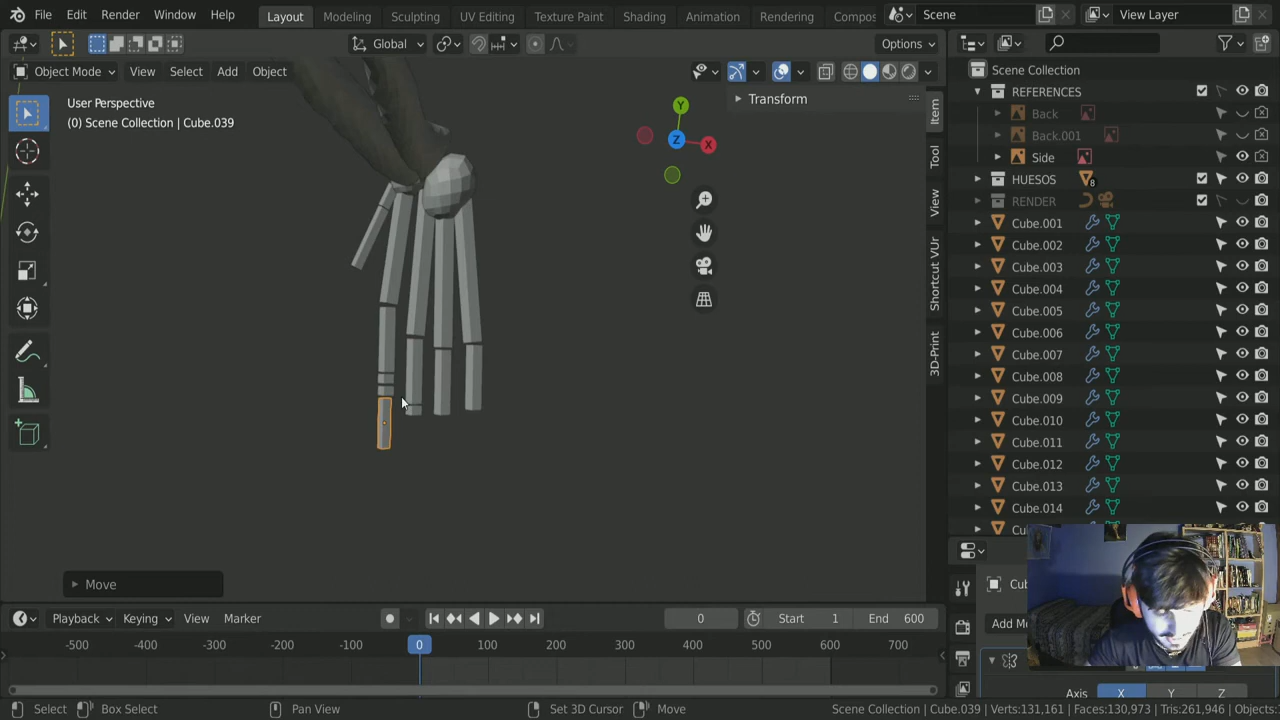 File Edit Render Window Help Layout Modeling Sculpting UV Editing Texture Paint Shading Animation Rendering Compos Scene View Layer
Global Options
Object Mode View Select Add Object
User Perspective
(0) Scene Collection | Cube.039
Transform
Y
Z
X
Item
Tool
View
Shortcut VUr
3D-Print
Move
Scene Collection
REFERENCES
Back
Back.001
Side
HUESOS 8
RENDER
Cube.001
Cube.002
Cube.003
Cube.004
Cube.005
Cube.006
Cube.007
Cube.008
Cube.009
Cube.010
Cube.011
Cube.012
Cube.013
Cube.014
Cu
Cub
Add Mo
Axis X Y Z
Playback Keying View Marker 0 Start 1 End 600
-500 -400 -300 -200 -100 0 100 200 300 400 500 600 700 800
Select Box Select Pan View Set 3D Cursor Move Scene Collection | Cube.039 | Verts:131,161 | Faces:130,973 | Tris:261,946 | Objects: